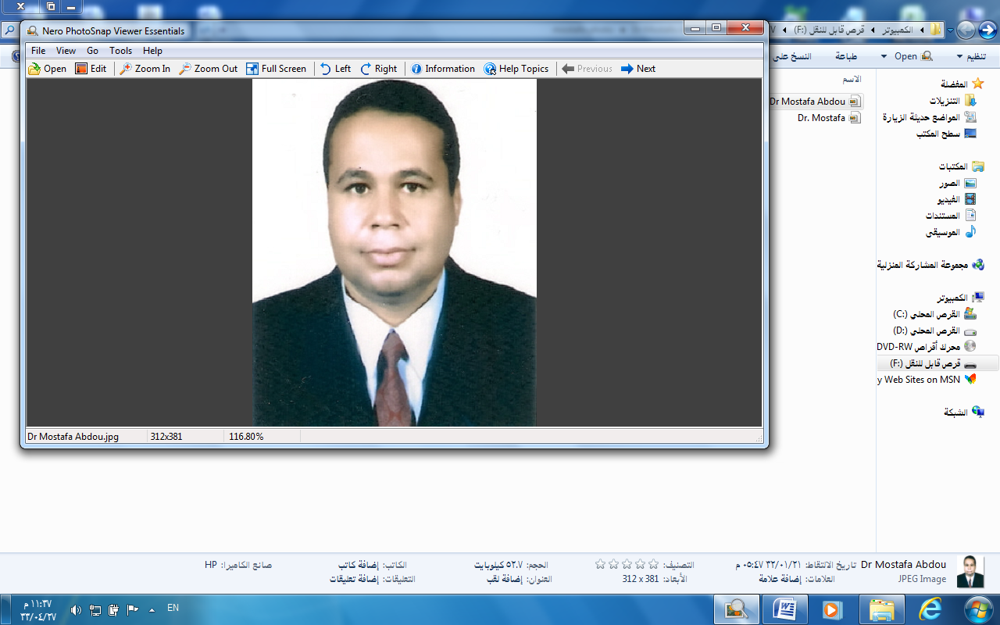 Nero PhotoSnap Viewer Essentials
File View Go Tools Help
Open Edit Zoom In Zoom Out Full Screen Left Right Information Help Topics Previous Next
Dr Mostafa Abdou.jpg 312x381 116.80%
الكمبيوتر قرص قابل للنقل (F:)
تنظيم Open طباعة النسخ على
الاسم
Dr Mostafa Abdou
Dr. Mostafa
المفضلة
التنزيلات
المواضع حديثة الزيارة
سطح المكتب
المكتبات
الصور
الفيديو
المستندات
الموسيقى
مجموعة المشاركة المنزلية
الكمبيوتر
القرص المحلي (C:)
القرص المحلي (D:)
محرك أقراص DVD-RW
قرص قابل للنقل (F:)
y Web Sites on MSN
الشبكة
Dr Mostafa Abdou تاريخ الالتقاط: ٣٢/٠١/٢١ ٠٥:٤٧ م التصنيف: الحجم: ٥٢.٧ كيلوبايت الكاتب: إضافة كاتب صانع الكاميرا: HP
JPEG Image العلامات: إضافة علامة الأبعاد: 312 x 381 العنوان: إضافة لقب التعليقات: إضافة تعليقات
EN
١١:٣٧ م
٣٣/٠٤/٢٧